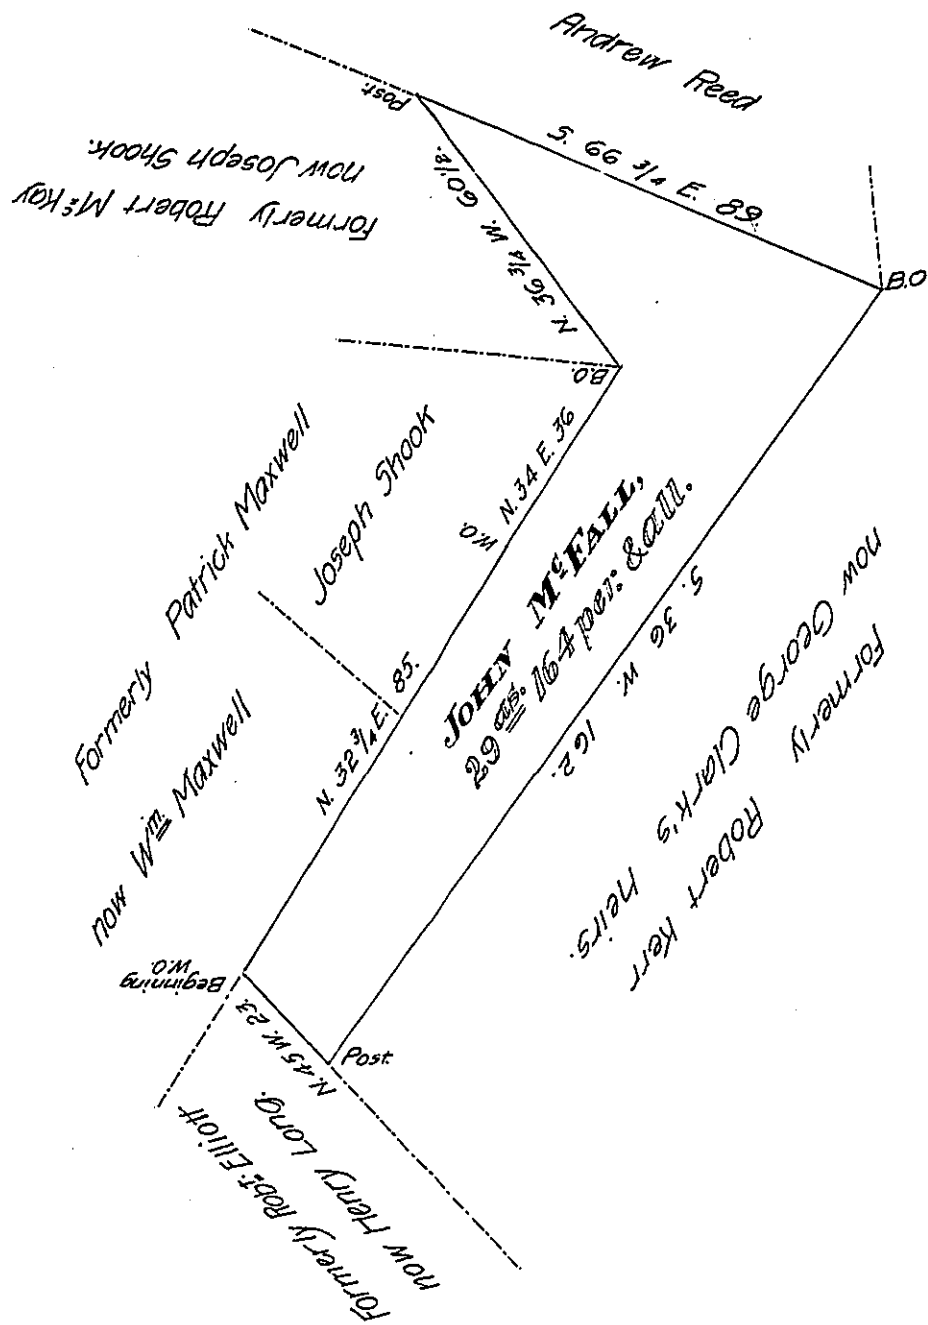 Andrew Reed
Post.
S. 66 3/4 E. 89.
Formerly Robert McKay
now Joseph Shook.
N. 36 3/4 W. 60 1/2.
B.O
B.O.
Formerly Patrick Maxwell
Joseph Shook
W.O.
N. 34 E. 36
now Wm. Maxwell
N. 32 3/4 E. 85.
JOHN McFALL,
29 as. 19 per: & all.
S. 36 W. 162.
Formerly Robert Kerr
now George Clark's heirs.
Beginning
W.O.
N. 45 W. 23.
Post.
Formerly Robt. Elliott
now Henry Long.